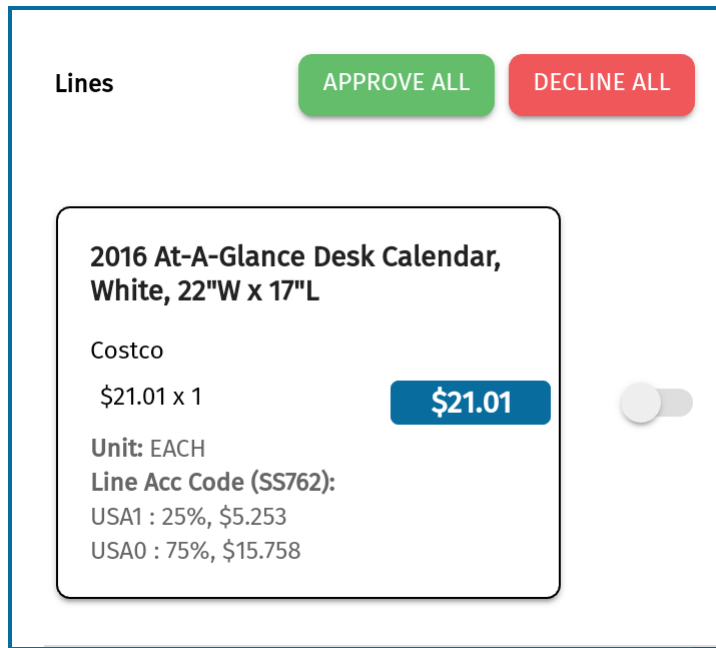 Lines
APPROVE ALL
DECLINE ALL
2016 At-A-Glance Desk Calendar,
White, 22"W x 17"L
Costco
$21.01 x 1
$21.01
Unit: EACH
Line Acc Code (SS762):
USA1 : 25%, $5.253
USA0 : 75%, $15.758